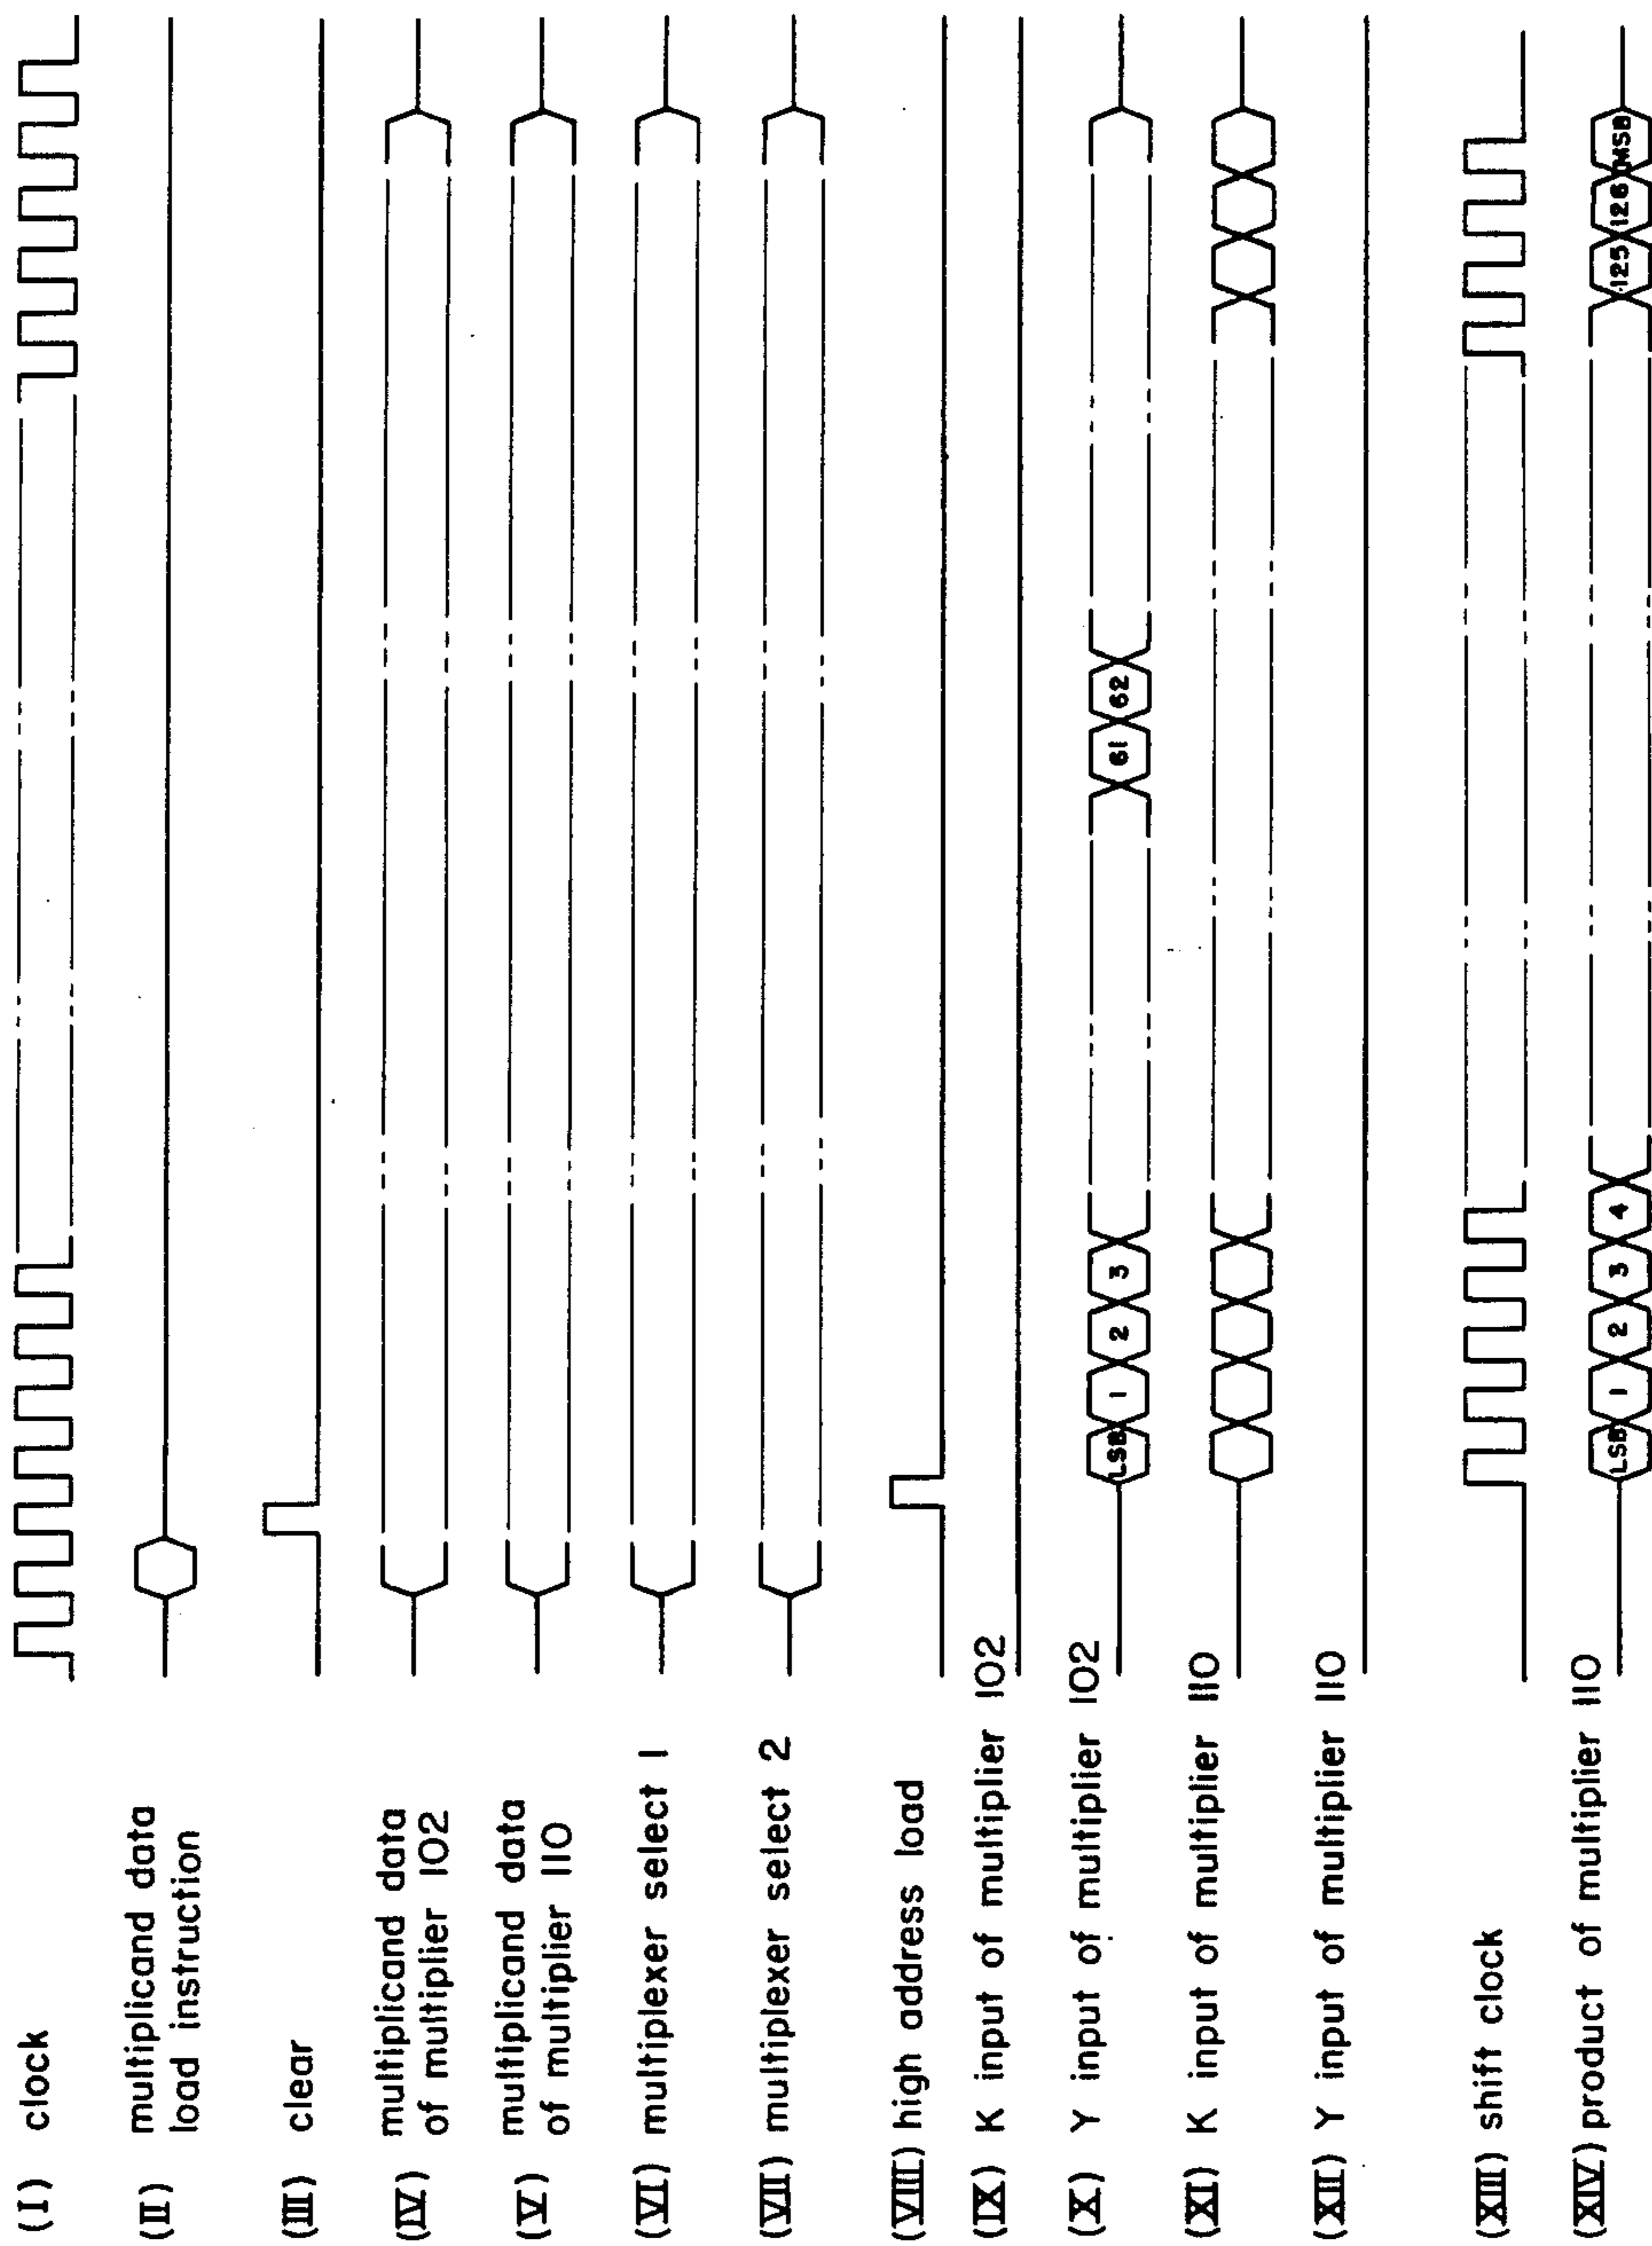 (I) clock
(II) multiplicand data
load instruction
(III) clear
(IV) multiplicand data
of multiplier 102
(V) multiplicand data
of multiplier 110
(VI) multiplexer select 1
(VII) multiplexer select 2
(VIII) high address load
(IX) K input of multiplier 102
(X) Y input of multiplier 102
LSB 1 2 3 61 62
(XI) K input of multiplier 110
(XII) Y input of multiplier 110
(XIII) shift clock
(XIV) product of multiplier 110
LSB 1 2 3 4 125 126 MSB